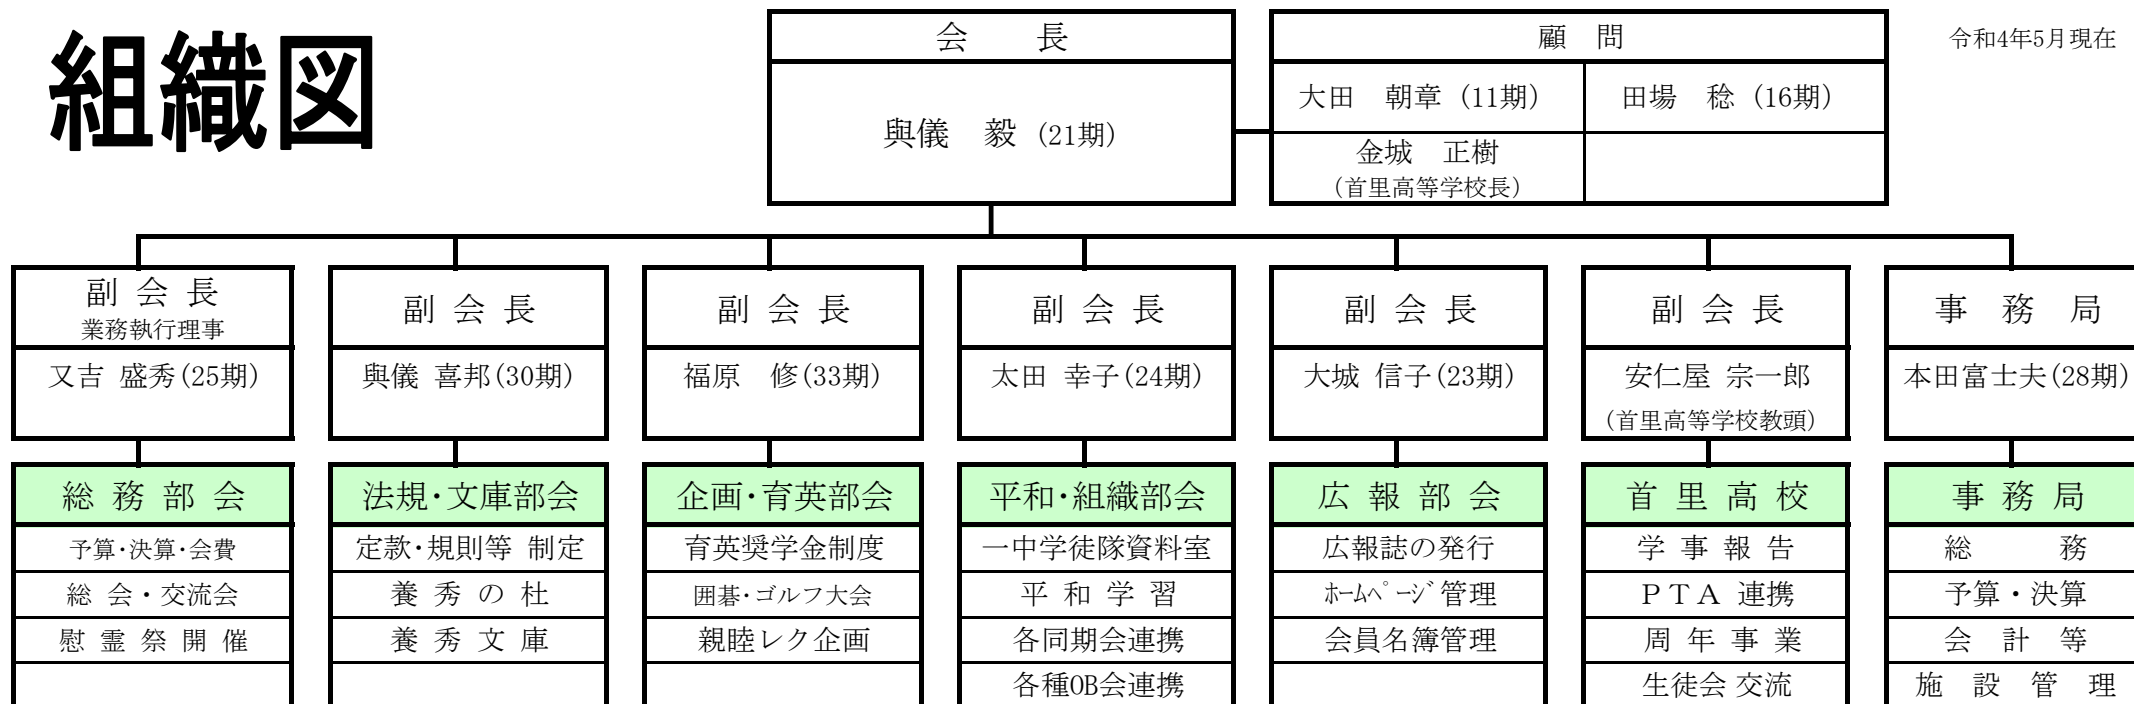 組織図
会　長
與儀　毅 (21期)
顧　問
大田　朝章 (11期)
田場　稔 (16期)
金城　正樹
(首里高等学校長)
令和4年5月現在
副 会 長
業務執行理事
又吉 盛秀(25期)
副 会 長
與儀 喜邦(30期)
副 会 長
福原　修(33期)
副 会 長
太田 幸子(24期)
副 会 長
大城 信子(23期)
副 会 長
安仁屋 宗一郎
(首里高等学校教頭)
事　務　局
本田富士夫(28期)
総 務 部 会
予算・決算・会費
総 会・交流会
慰 霊 祭 開 催
法規・文庫部会
定款・規則等 制定
養 秀 の 杜
養 秀 文 庫
企画・育英部会
育英奨学金制度
囲碁・ゴルフ大会
親睦レク企画
平和・組織部会
一中学徒隊資料室
平 和 学 習
各同期会連携
各種OB会連携
広 報 部 会
広報誌の発行
ﾎｰﾑﾍﾟｰｼﾞ管理
会員名簿管理
首 里 高 校
学 事 報 告
ＰＴＡ 連携
周 年 事 業
生徒会 交流
事 務 局
総　　務
予算・決算
会　計　等
施　設　管　理